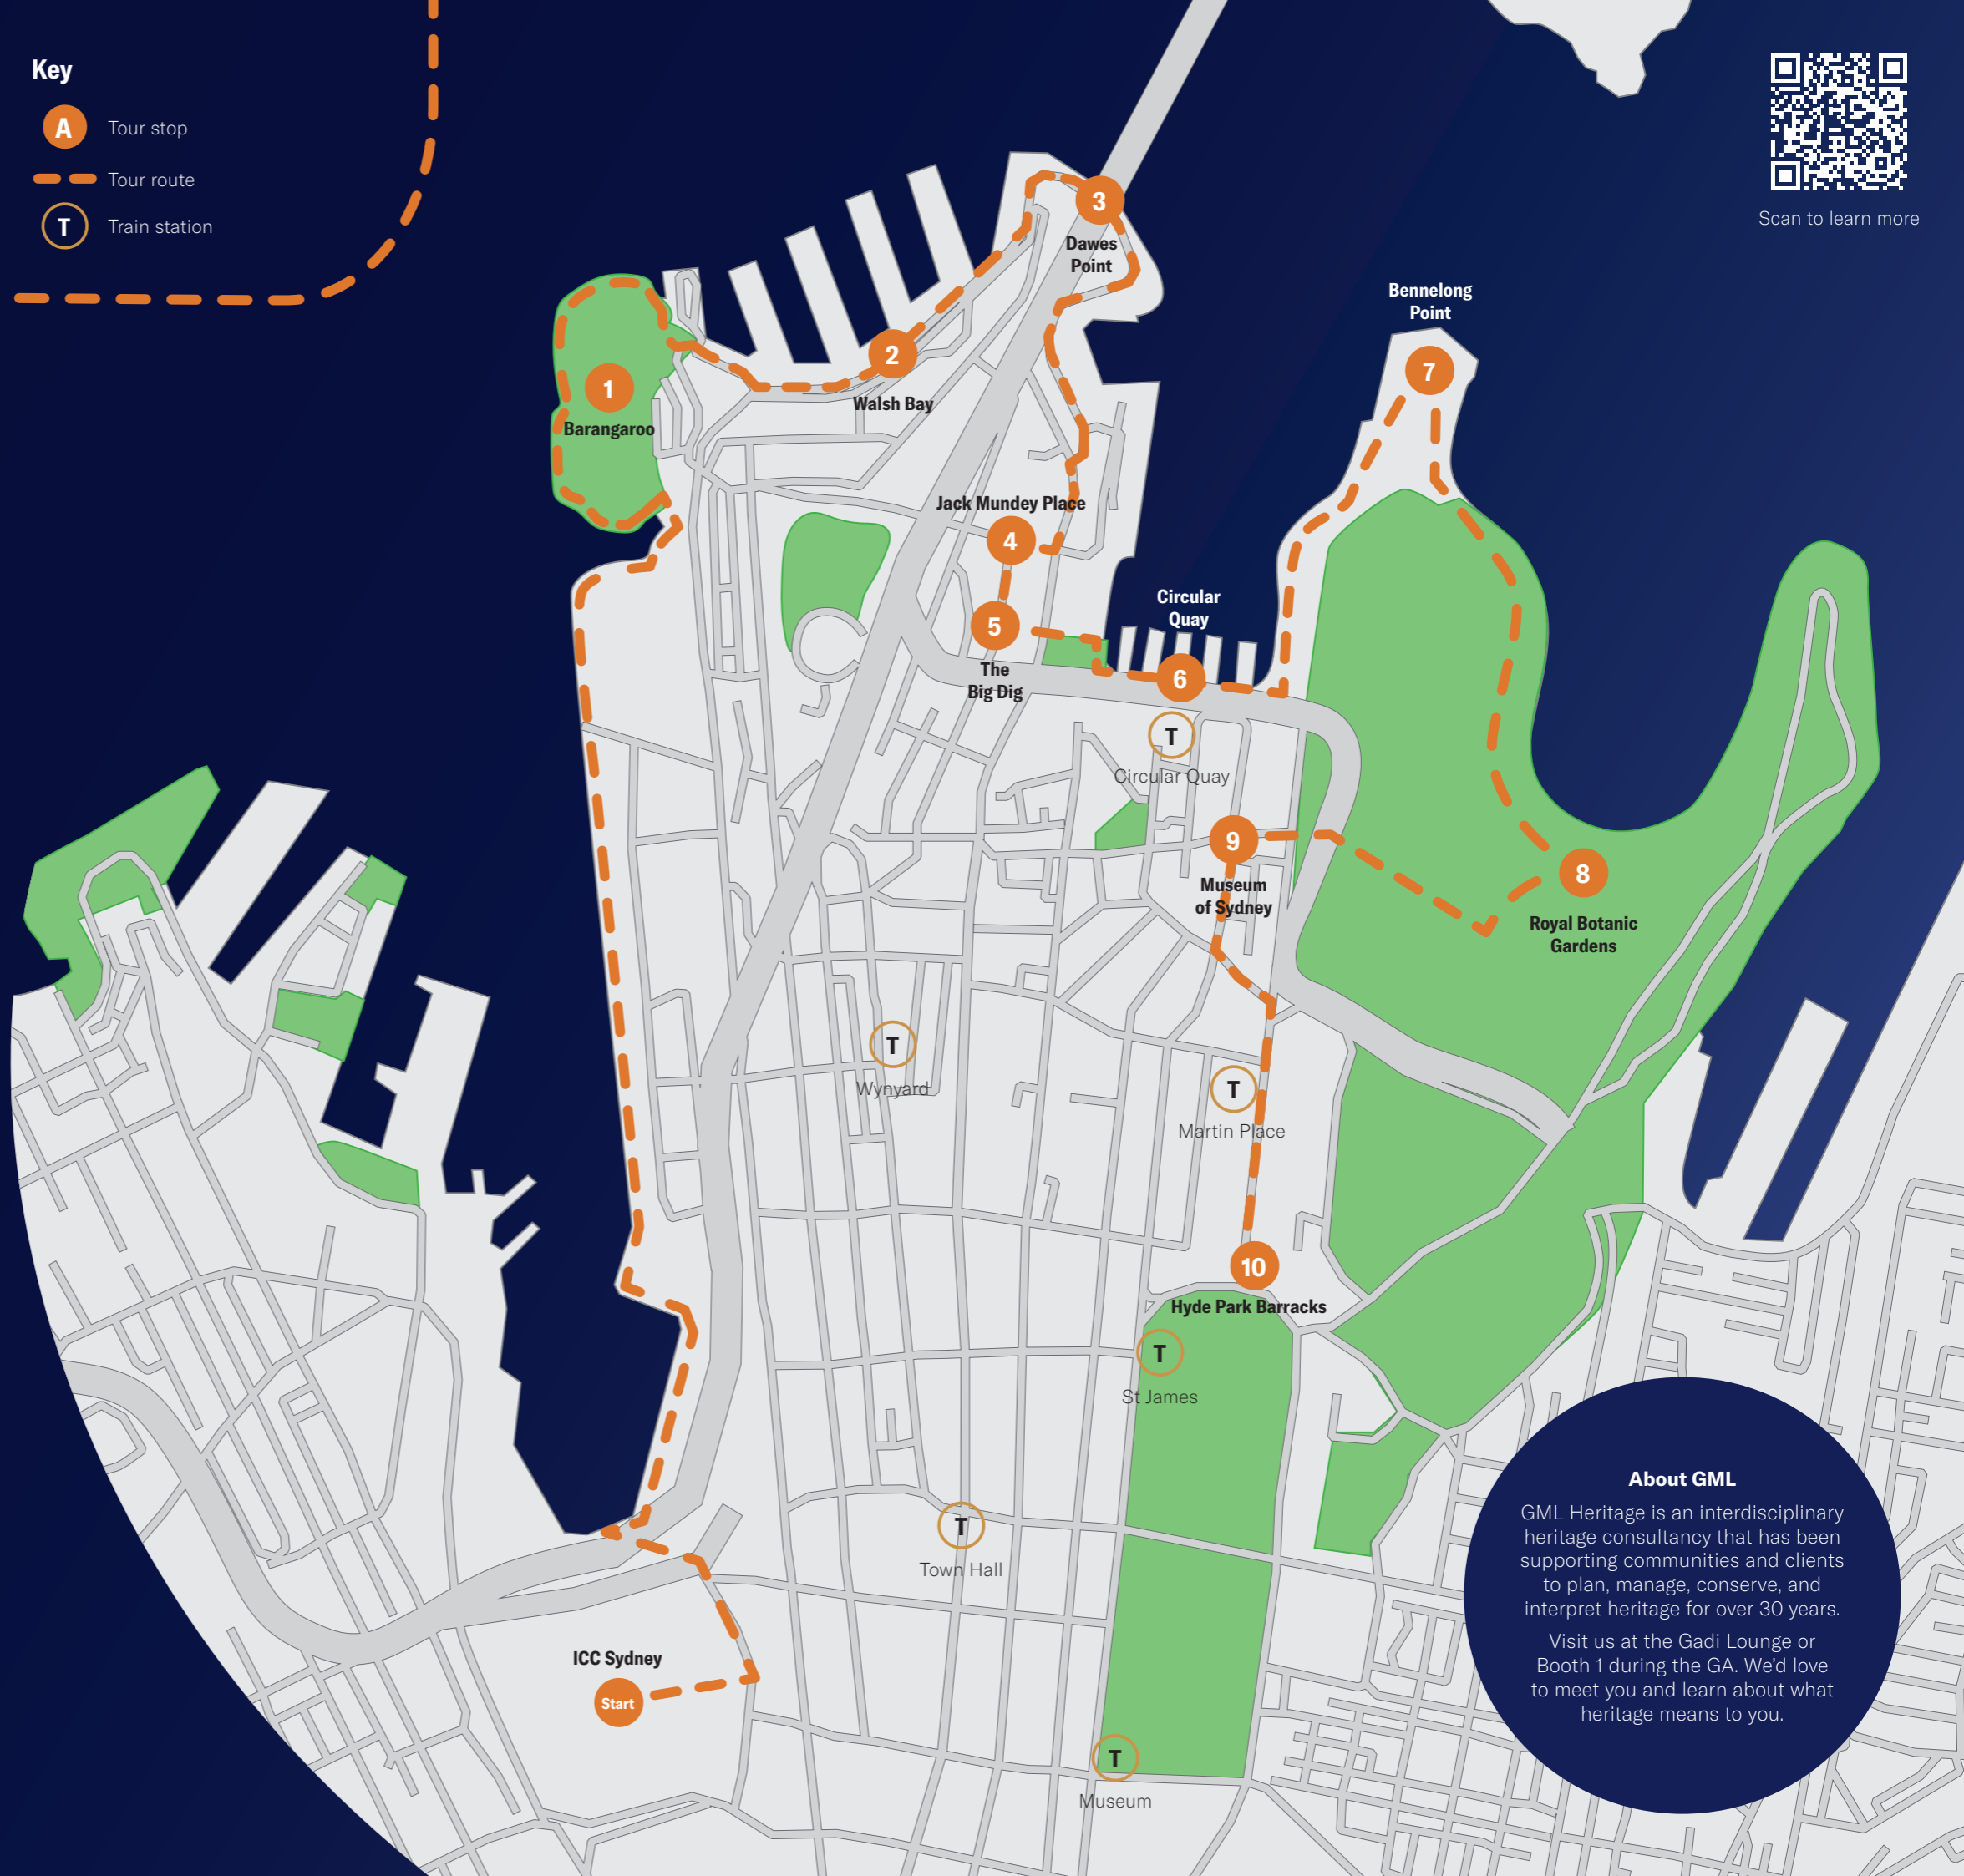 Key
A
Tour stop
Tour route
T
Train station
Scan to learn more
3
Dawes
Point
Bennelong
Point
7
2
Walsh Bay
1
Barangaroo
Jack Mundey Place
4
5
The
Big Dig
Circular
Quay
6
T
Circular Quay
9
Museum
of Sydney
8
Royal Botanic
Gardens
T
Wynyard
T
Martin Place
10
Hyde Park Barracks
T
St James
T
Town Hall
ICC Sydney
Start
T
Museum
About GML
GML Heritage is an interdisciplinary
heritage consultancy that has been
supporting communities and clients
to plan, manage, conserve, and
interpret heritage for over 30 years.
Visit us at the Gadi Lounge or
Booth 1 during the GA. We’d love
to meet you and learn about what
heritage means to you.